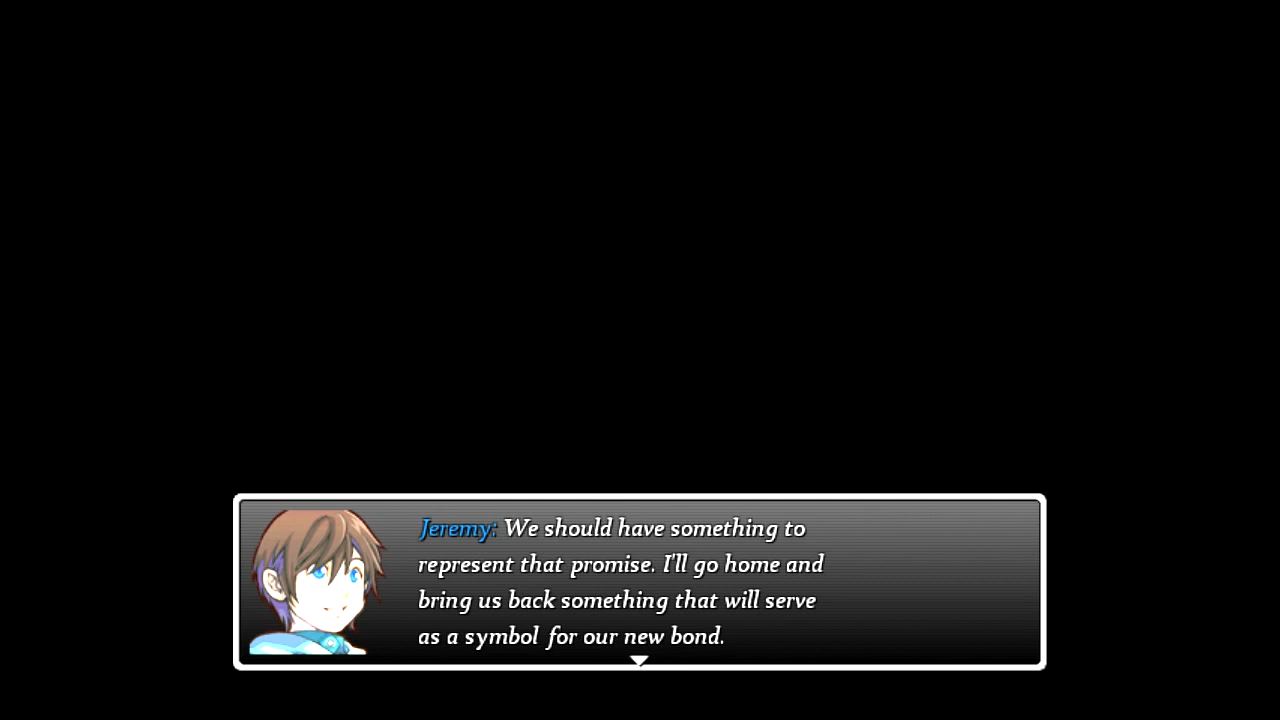 Jeremy: We should have something to
represent that promise. I'll go home and
bring us back something that will serve
as a symbol for our new bond.